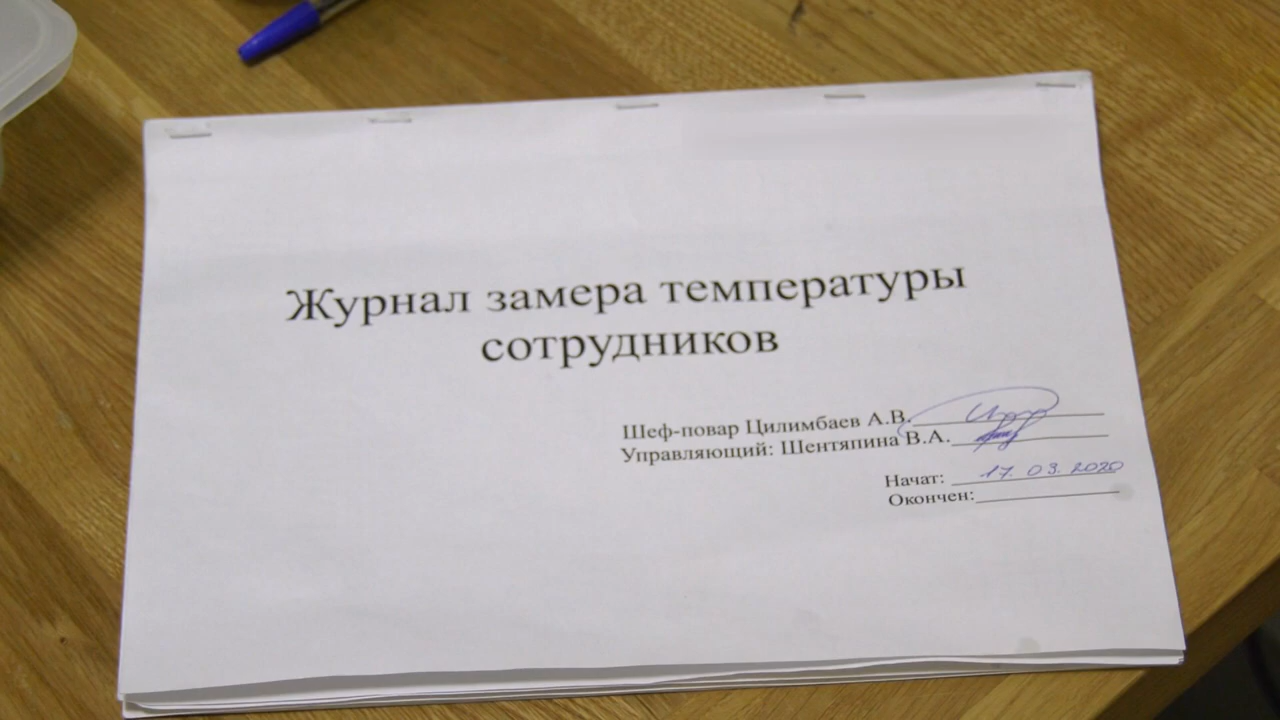 Журнал замера температуры
сотрудников
Шеф-повар Цилимбаев А.В.
Управляющий: Шентяпина В.А.
Начат: 17.03.2020
Окончен: